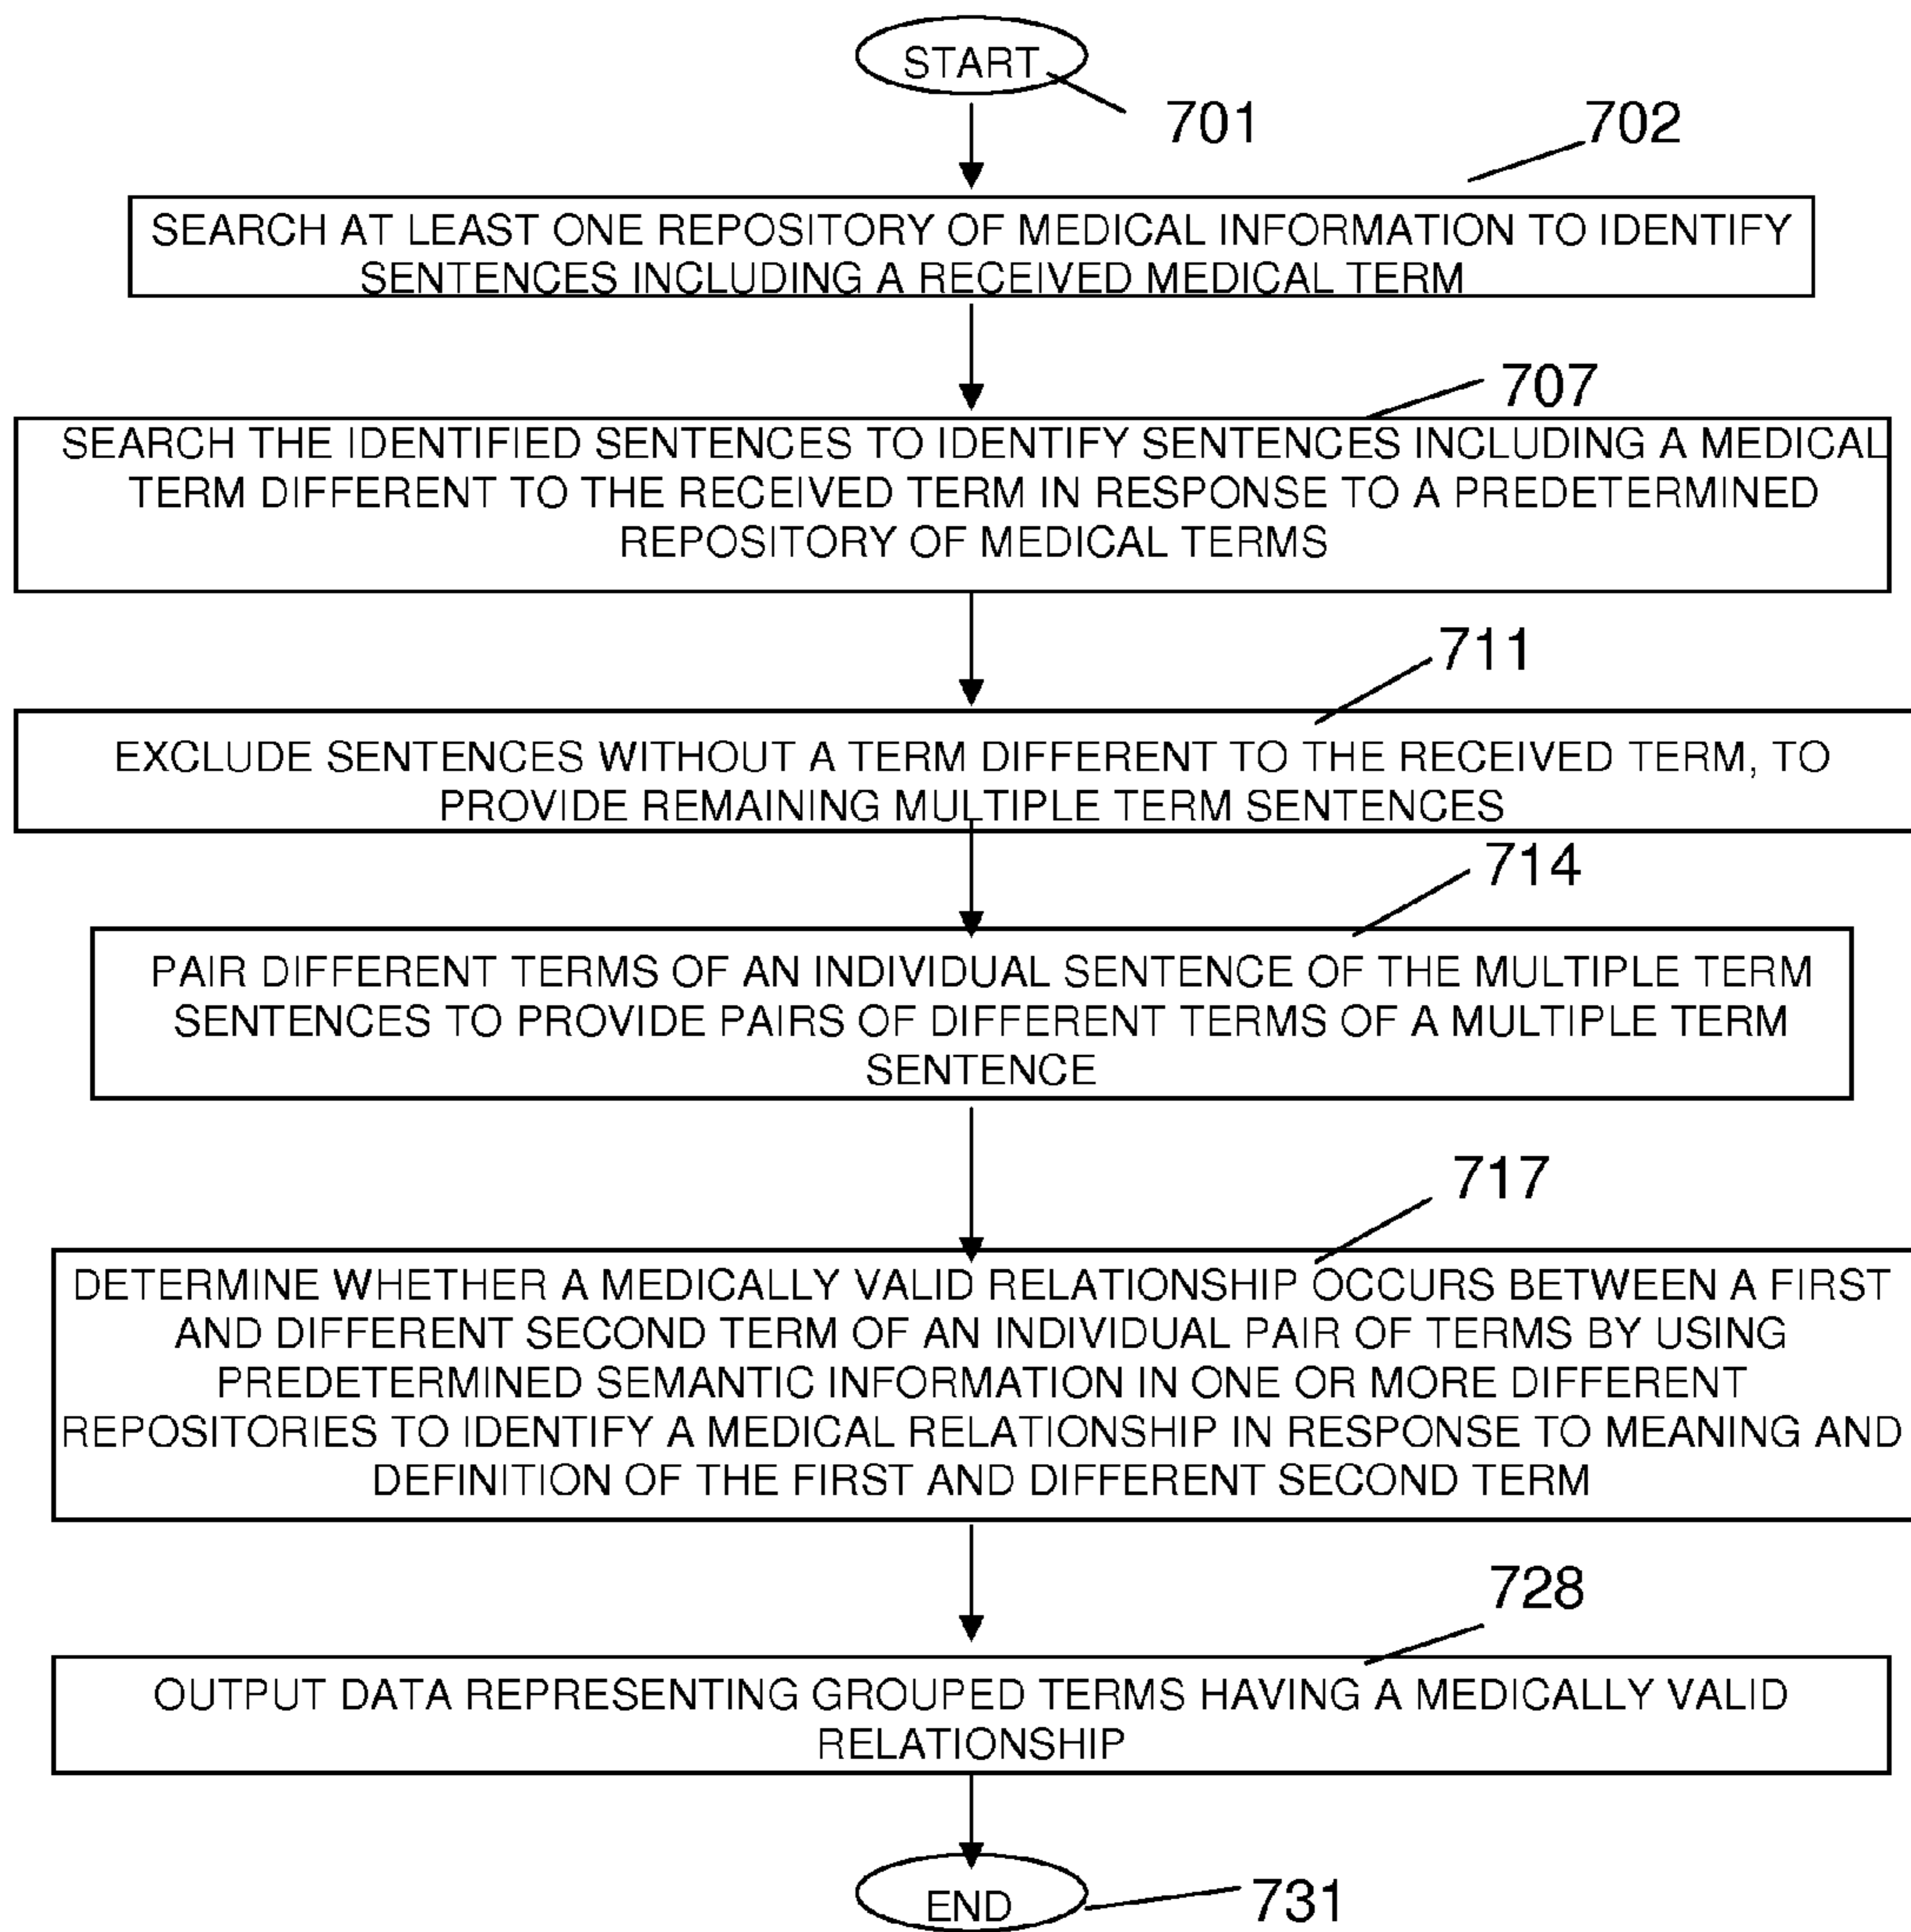 START
701
702
SEARCH AT LEAST ONE REPOSITORY OF MEDICAL INFORMATION TO IDENTIFY
SENTENCES INCLUDING A RECEIVED MEDICAL TERM
707
SEARCH THE IDENTIFIED SENTENCES TO IDENTIFY SENTENCES INCLUDING A MEDICAL
TERM DIFFERENT TO THE RECEIVED TERM IN RESPONSE TO A PREDETERMINED
REPOSITORY OF MEDICAL TERMS
711
EXCLUDE SENTENCES WITHOUT A TERM DIFFERENT TO THE RECEIVED TERM, TO
PROVIDE REMAINING MULTIPLE TERM SENTENCES
714
PAIR DIFFERENT TERMS OF AN INDIVIDUAL SENTENCE OF THE MULTIPLE TERM
SENTENCES TO PROVIDE PAIRS OF DIFFERENT TERMS OF A MULTIPLE TERM
SENTENCE
717
DETERMINE WHETHER A MEDICALLY VALID RELATIONSHIP OCCURS BETWEEN A FIRST
AND DIFFERENT SECOND TERM OF AN INDIVIDUAL PAIR OF TERMS BY USING
PREDETERMINED SEMANTIC INFORMATION IN ONE OR MORE DIFFERENT
REPOSITORIES TO IDENTIFY A MEDICAL RELATIONSHIP IN RESPONSE TO MEANING AND
DEFINITION OF THE FIRST AND DIFFERENT SECOND TERM
728
OUTPUT DATA REPRESENTING GROUPED TERMS HAVING A MEDICALLY VALID
RELATIONSHIP
END
731